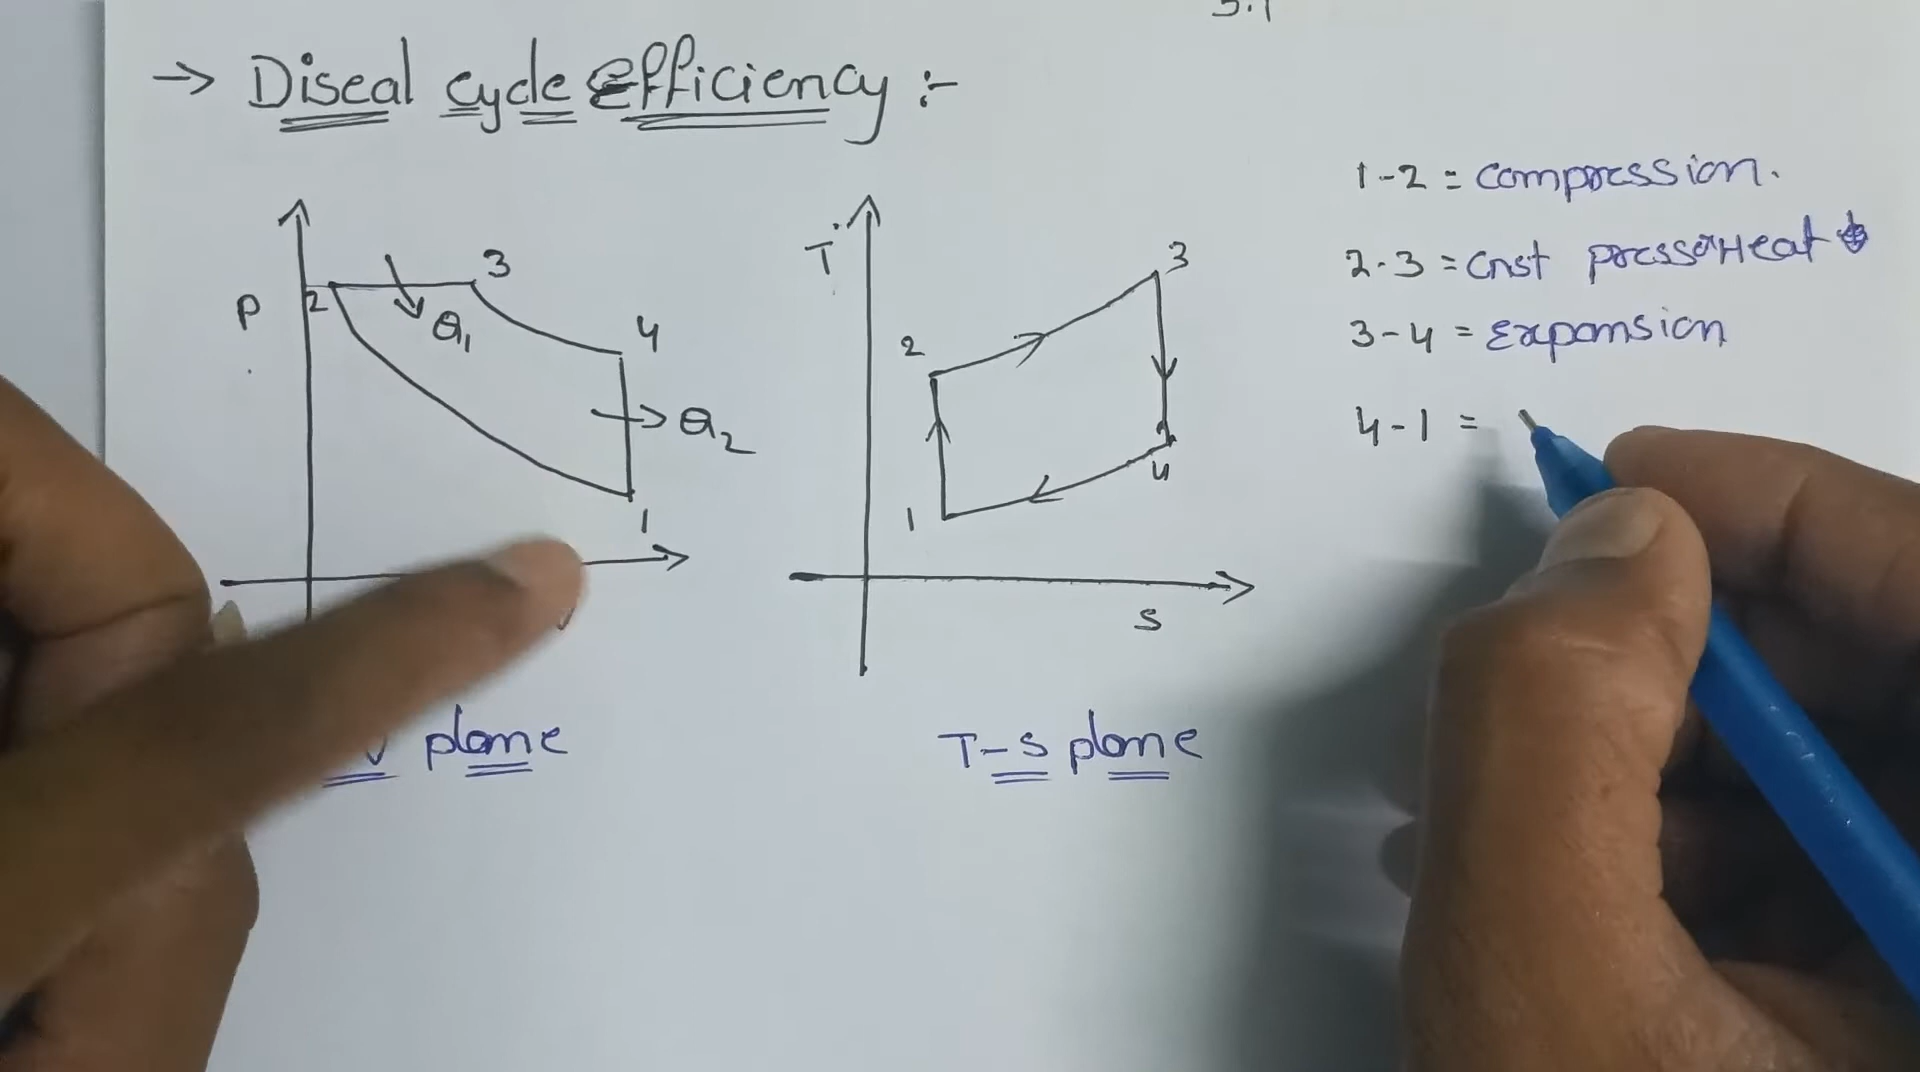 → Diseal cycle efficiency :-
1-2 = compression.
2.3 = cnst presser Heat
3-4 = Expansion
4-1 =
P
2
3
Q1
4
Q2
1
T
2
3
4
1
S
V plane
T-S plane